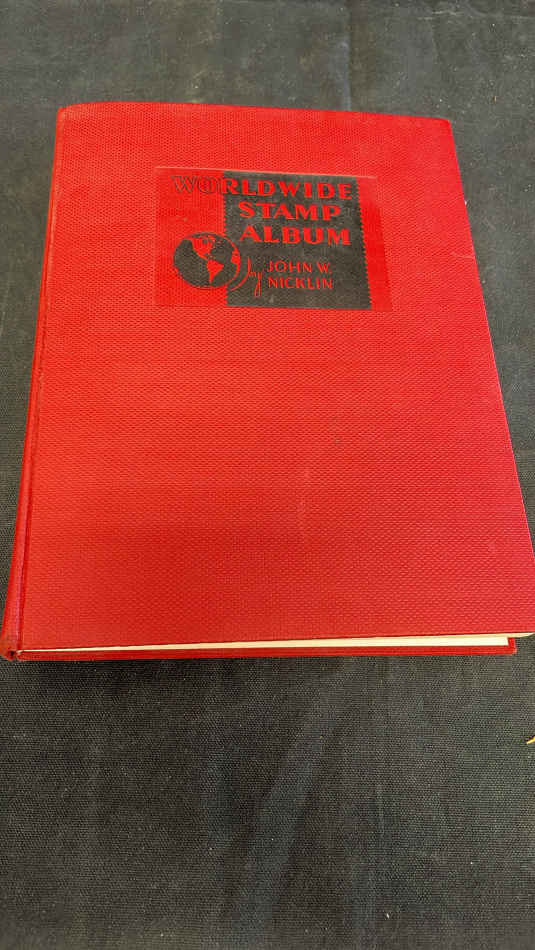 WORLDWIDE
STAMP
ALBUM
by JOHN W.
NICKLIN